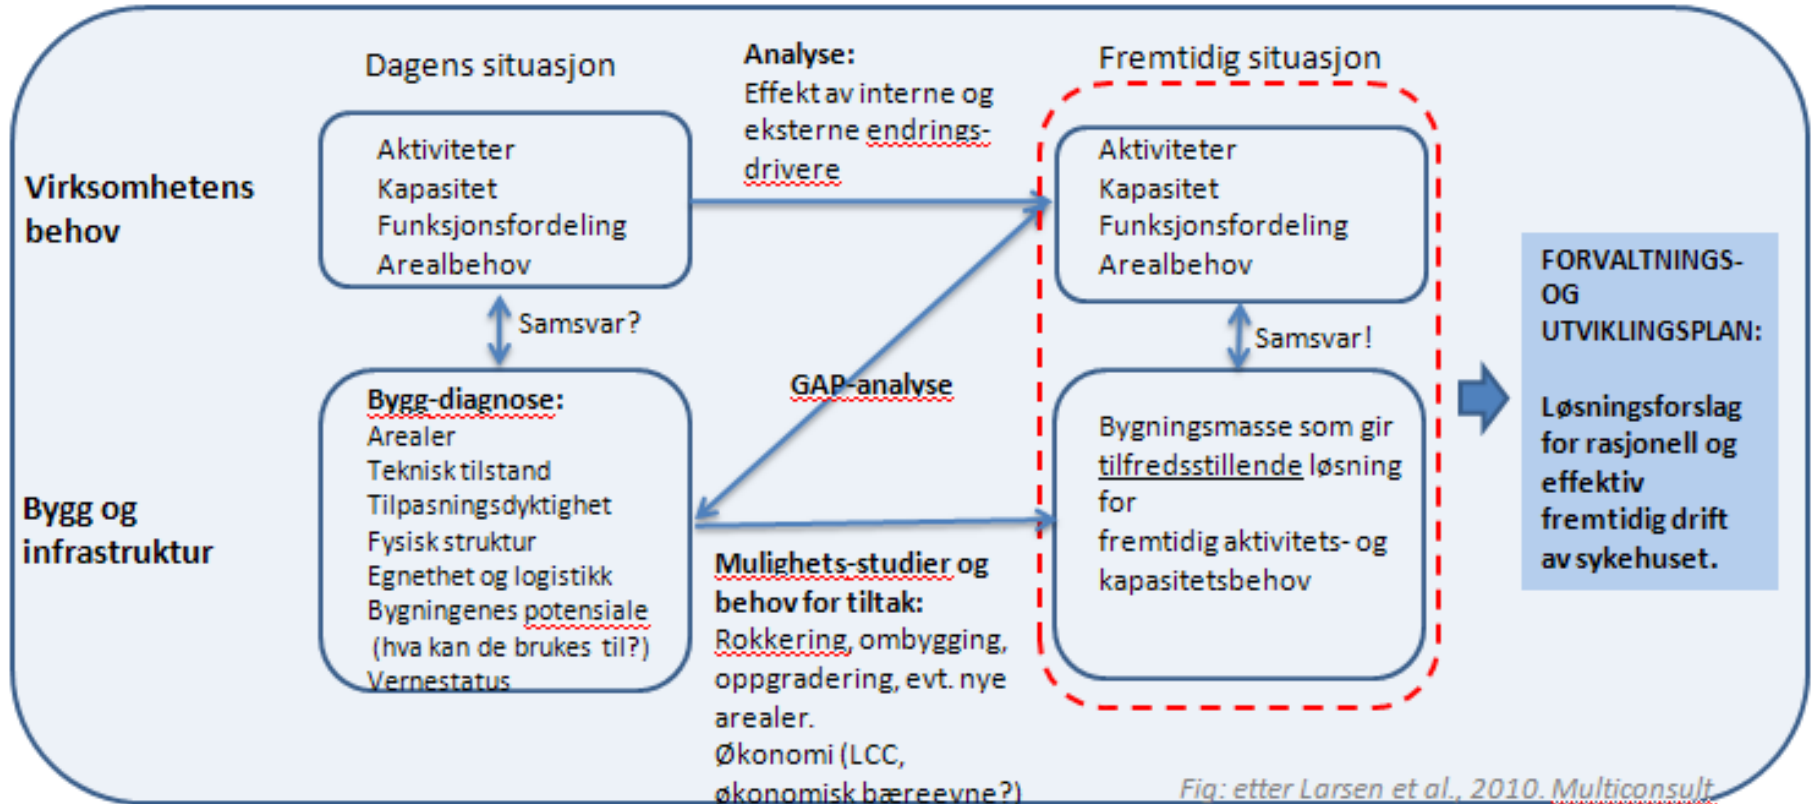 Dagens situasjon
Analyse:
Effekt av interne og
eksterne endrings-
drivere
Fremtidig situasjon
Virksomhetens
behov
Aktiviteter
Kapasitet
Funksjonsfordeling
Arealbehov
Aktiviteter
Kapasitet
Funksjonsfordeling
Arealbehov
Samsvar?
Samsvar!
GAP-analyse
Bygg og
infrastruktur
Bygg-diagnose:
Arealer
Teknisk tilstand
Tilpasningsdyktighet
Fysisk struktur
Egnethet og logistikk
Bygningenes potensiale
(hva kan de brukes til?)
Vernestatus
Mulighets-studier og
behov for tiltak:
Rokkering, ombygging,
oppgradering, evt. nye
arealer.
Økonomi (LCC,
økonomisk bæreevne?)
Bygningsmasse som gir
tilfredsstillende løsning
for
fremtidig aktivitets- og
kapasitetsbehov
FORVALTNINGS-
OG
UTVIKLINGSPLAN:
Løsningsforslag
for rasjonell og
effektiv
fremtidig drift
av sykehuset.
Fig: etter Larsen et al., 2010. Multiconsult